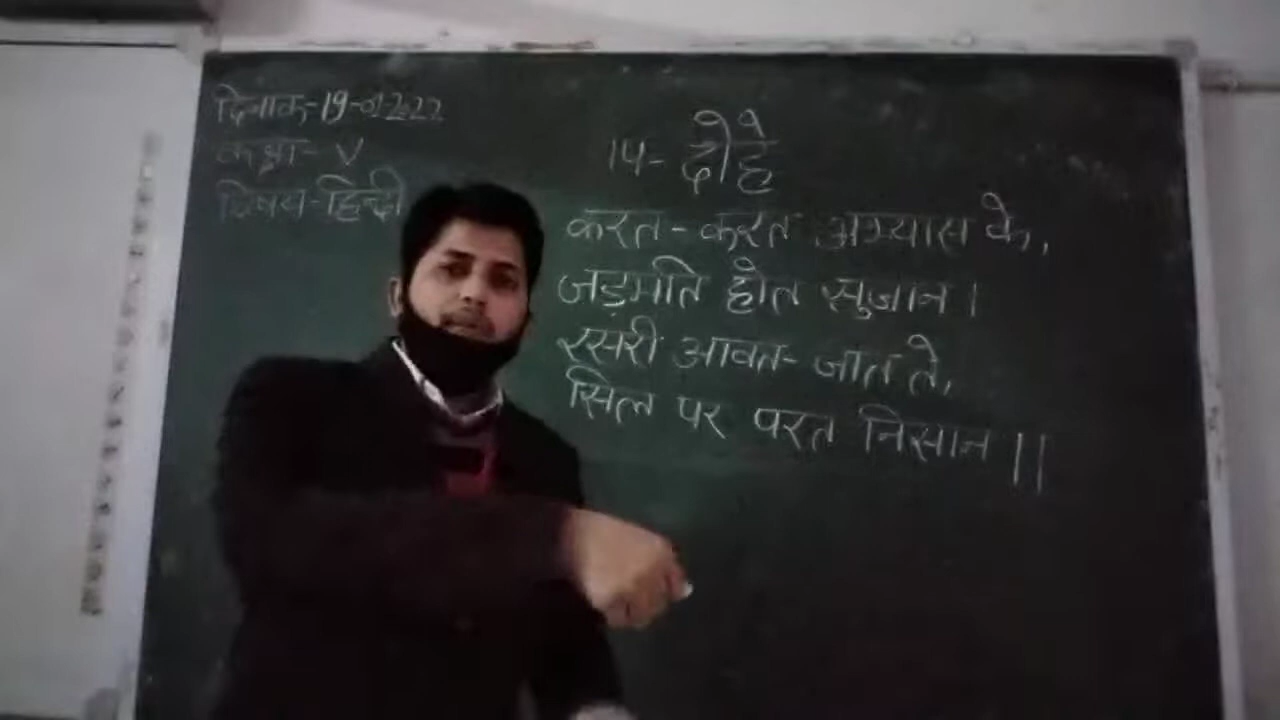 दिनाक-19-01-2022
कक्षा- V
विषय-हिन्दी
14- दोहे
करत-करत अभ्यास के,
जड़मति होत सुजान।
रसरी आवत-जात ते,
सिल पर परत निसान॥